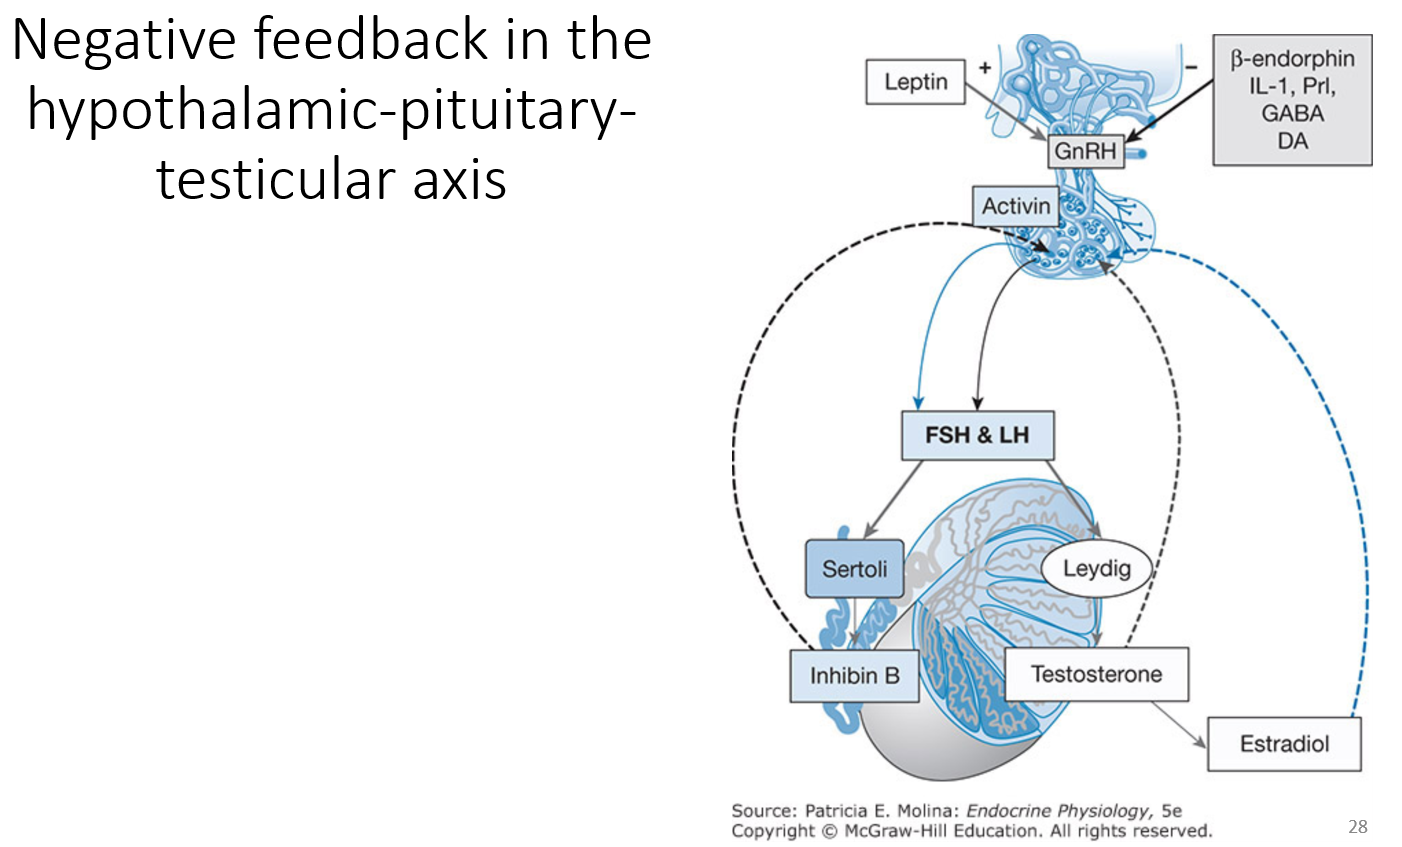 Negative feedback in the
hypothalamic-pituitary-
testicular axis
Leptin
+
−
β-endorphin
IL-1, Prl,
GABA
DA
GnRH
Activin
FSH & LH
Sertoli
Leydig
Inhibin B
Testosterone
Estradiol
Source: Patricia E. Molina: Endocrine Physiology, 5e
Copyright © McGraw-Hill Education. All rights reserved.
28